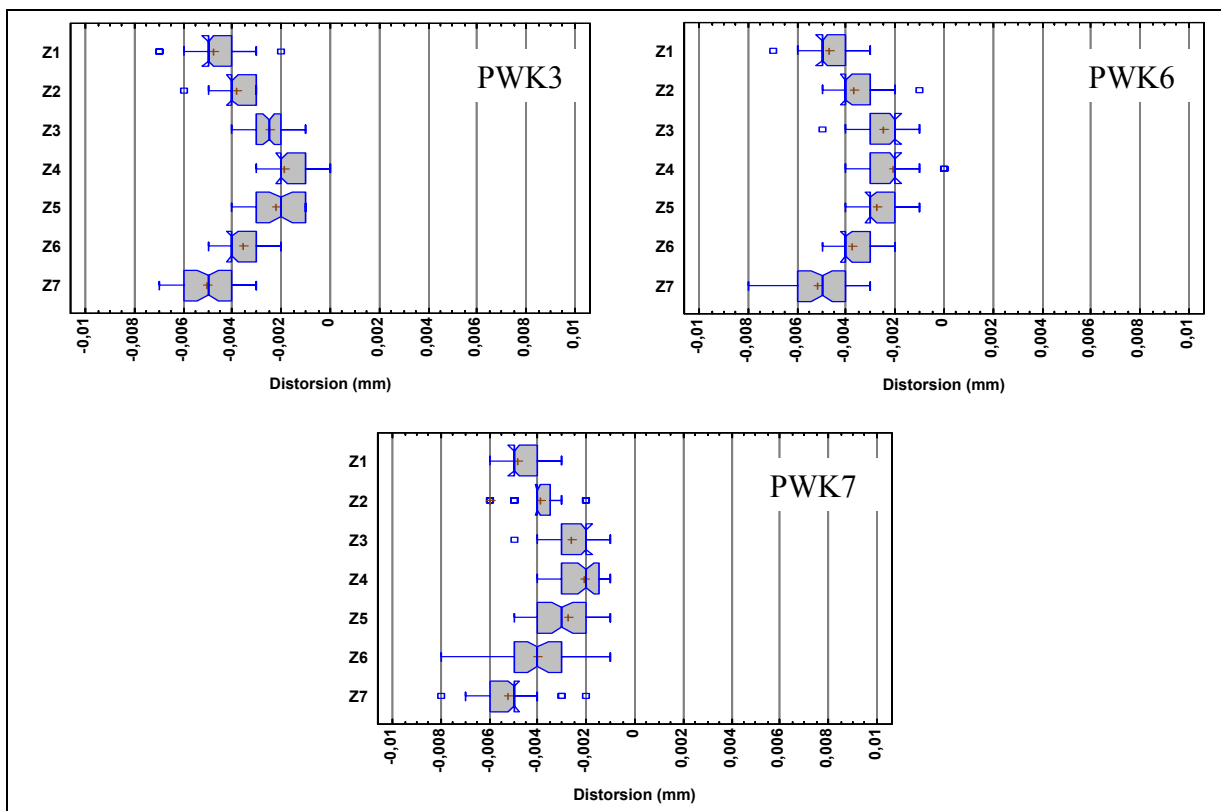 PWK3
Z1
Z2
Z3
Z4
Z5
Z6
Z7
-0,01 -0,008 -0,006 -0,004 -0,002 0 0,002 0,004 0,006 0,008 0,01
Distorsion (mm)
PWK6
Z1
Z2
Z3
Z4
Z5
Z6
Z7
-0,01 -0,008 -0,006 -0,004 -0,002 0 0,002 0,004 0,006 0,008 0,01
Distorsion (mm)
PWK7
Z1
Z2
Z3
Z4
Z5
Z6
Z7
-0,01 -0,008 -0,006 -0,004 -0,002 0 0,002 0,004 0,006 0,008 0,01
Distorsion (mm)